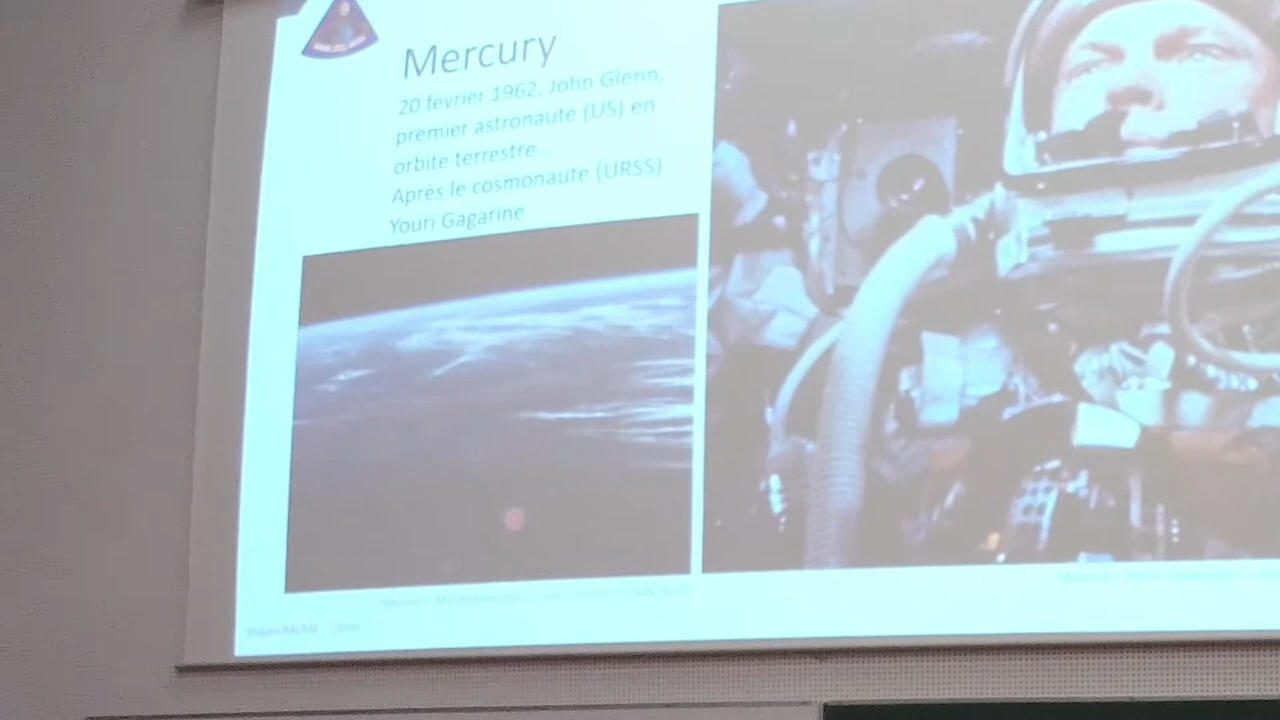 Mercury
20 février 1962, John Glenn,
premier astronaute (US) en
orbite terrestre...
Après le cosmonaute (URSS)
Youri Gagarine